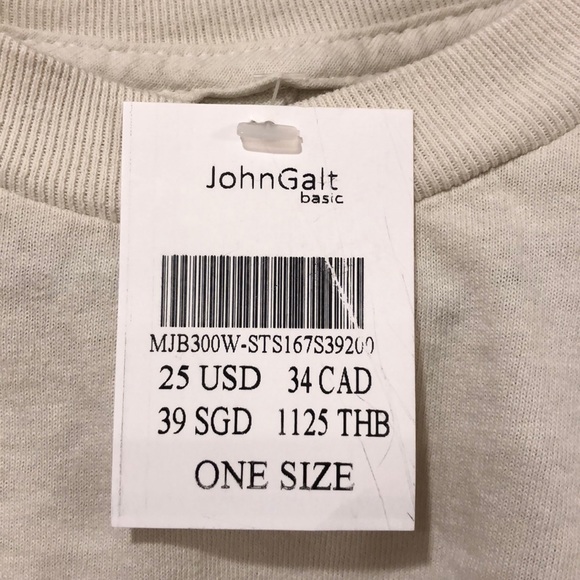 JohnGalt
basic
MJB300W-STS167S39200
25 USD 34 CAD
39 SGD 1125 THB
ONE SIZE